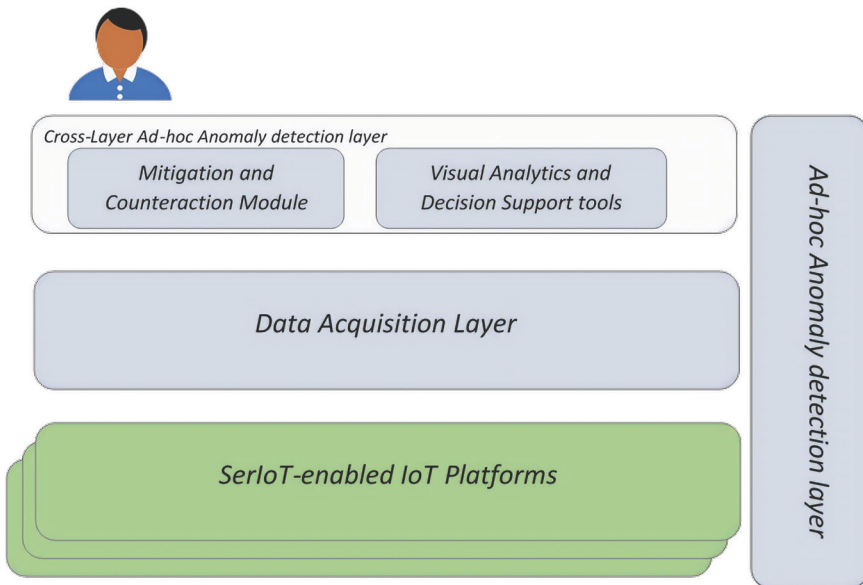 Cross-Layer Ad-hoc Anomaly detection layer
Mitigation and
Counteraction Module
Visual Analytics and
Decision Support tools
Data Acquisition Layer
SerIoT-enabled IoT Platforms
Ad-hoc Anomaly detection layer